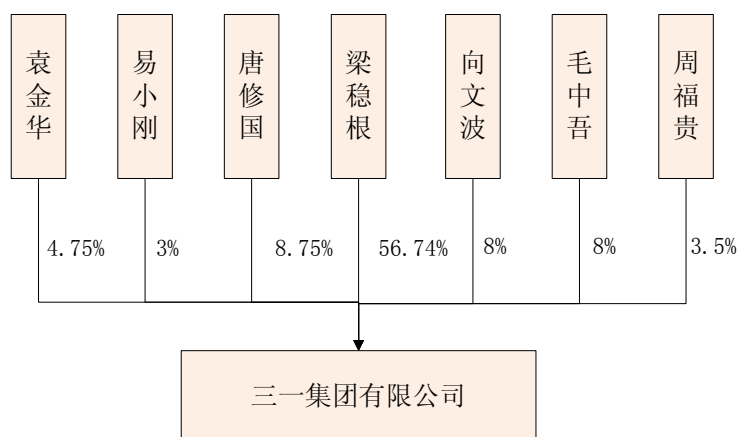 袁金华
易小刚
唐修国
梁稳根
向文波
毛中吾
周福贵
4.75%
3%
8.75%
56.74%
8%
8%
3.5%
三一集团有限公司